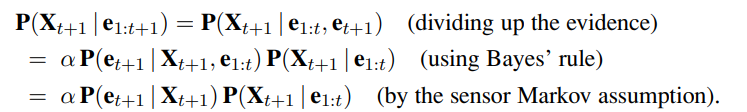 P(X_{t+1} | e_{1:t+1}) = P(X_{t+1} | e_{1:t}, e_{t+1}) (dividing up the evidence)
= α P(e_{t+1} | X_{t+1}, e_{1:t}) P(X_{t+1} | e_{1:t}) (using Bayes’ rule)
= α P(e_{t+1} | X_{t+1}) P(X_{t+1} | e_{1:t}) (by the sensor Markov assumption).